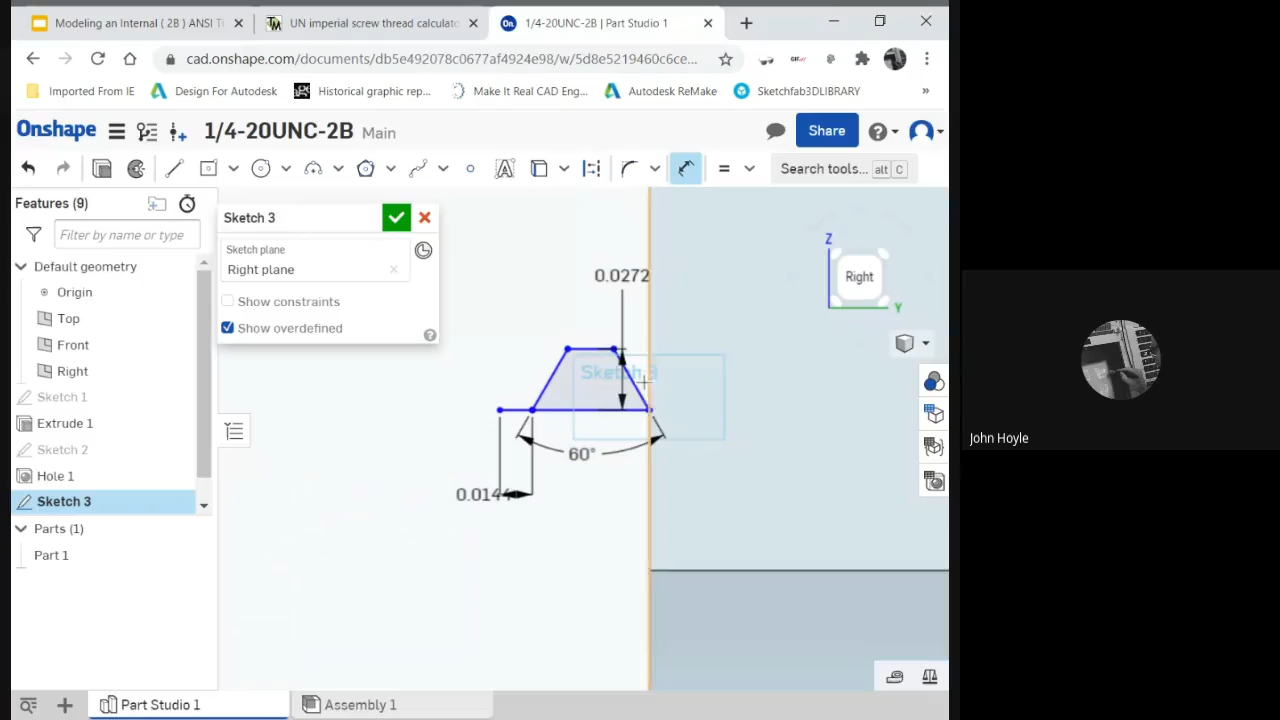 Modeling an Internal ( 2B ) ANSI T
UN imperial screw thread calculato
1/4-20UNC-2B | Part Studio 1
cad.onshape.com/documents/db5e492078c0677af4924e98/w/5d8e5219460c6ce...
Imported From IE
Design For Autodesk
Historical graphic rep...
Make It Real CAD Eng...
Autodesk ReMake
Sketchfab3DLIBRARY
»
Onshape
1/4-20UNC-2B Main
Share
Search tools... alt C
Features (9)
Filter by name or type
Default geometry
Origin
Top
Front
Right
Sketch 1
Extrude 1
Sketch 2
Hole 1
Sketch 3
Parts (1)
Part 1
Sketch 3
Sketch plane
Right plane
Show constraints
Show overdefined
0.0272
Sketch 3
60°
0.0144
Z
Right
Y
John Hoyle
Part Studio 1
Assembly 1